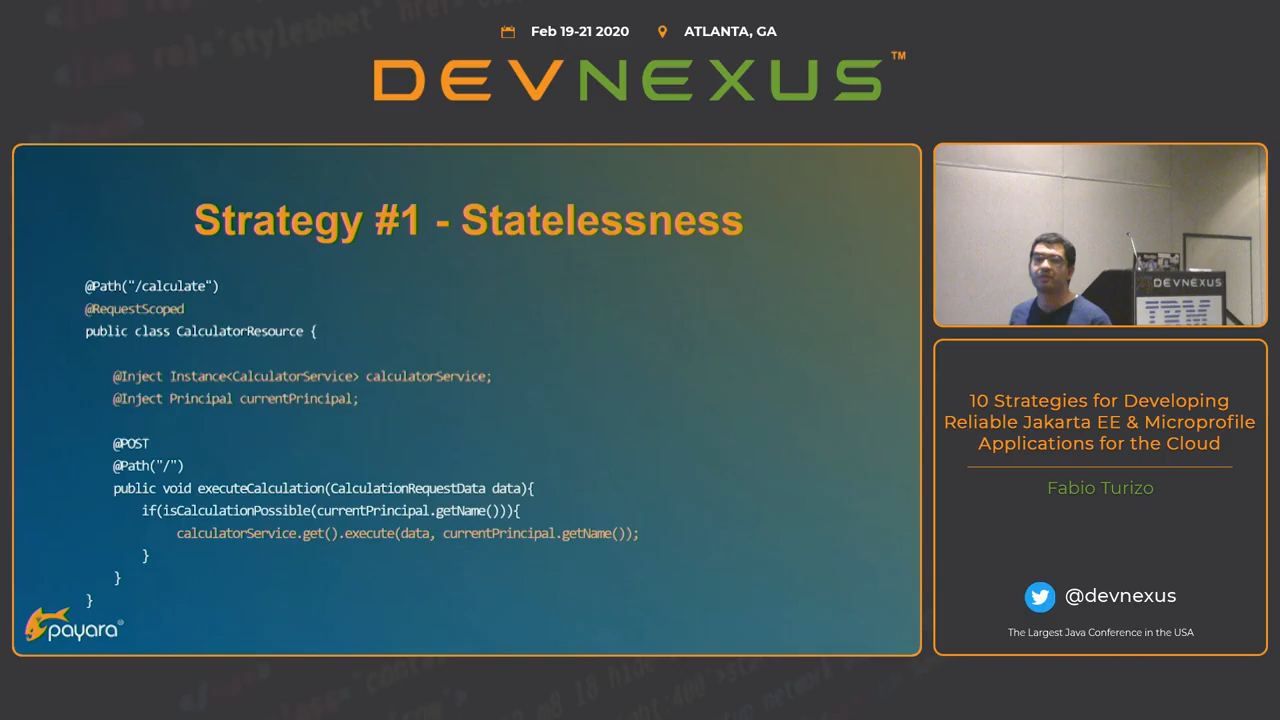 Feb 19-21 2020 ATLANTA, GA
DEVNEXUS™
Strategy #1 - Statelessness
@Path("/calculate")
@RequestScoped
public class CalculatorResource {
@Inject Instance<CalculatorService> calculatorService;
@Inject Principal currentPrincipal;
@POST
@Path("/")
public void executeCalculation(CalculationRequestData data){
if(isCalculationPossible(currentPrincipal.getName())){
calculatorService.get().execute(data, currentPrincipal.getName());
}
}
}
payara®
DEVNEXUS
IBM
10 Strategies for Developing
Reliable Jakarta EE & Microprofile
Applications for the Cloud
Fabio Turizo
@devnexus
The Largest Java Conference in the USA